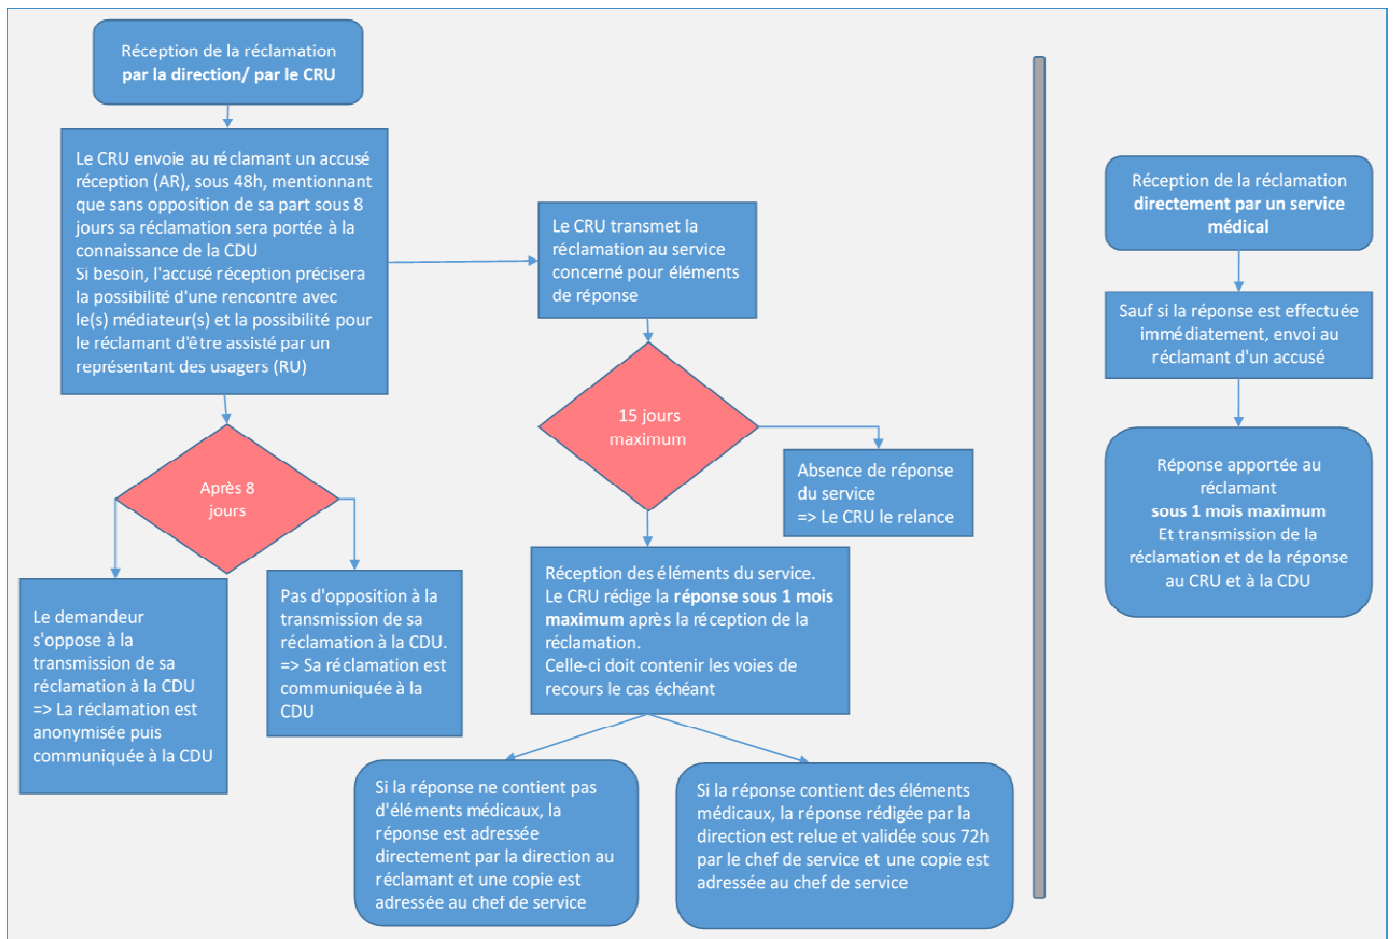 Réception de la réclamation
par la direction/ par le CRU
Le CRU envoie au réclamant un accusé
réception (AR), sous 48h, mentionnant
que sans opposition de sa part sous 8
jours sa réclamation sera portée à la
connaissance de la CDU
Si besoin, l'accusé réception précisera
la possibilité d'une rencontre avec
le(s) médiateur(s) et la possibilité pour
le réclamant d'être assisté par un
représentant des usagers (RU)
Après 8
jours
Le demandeur
s'oppose à la
transmission de sa
réclamation à la CDU
=> La réclamation est
anonymisée puis
communiquée à la CDU
Pas d'opposition à la
transmission de sa
réclamation à la CDU.
=> Sa réclamation est
communiquée à la
CDU
Le CRU transmet la
réclamation au service
concerné pour éléments
de réponse
15 jours
maximum
Absence de réponse
du service
=> Le CRU le relance
Réception des éléments du service.
Le CRU rédige la réponse sous 1 mois
maximum après la réception de la
réclamation.
Celle-ci doit contenir les voies de
recours le cas échéant
Si la réponse ne contient pas
d'éléments médicaux, la
réponse est adressée
directement par la direction au
réclamant et une copie est
adressée au chef de service
Si la réponse contient des éléments
médicaux, la réponse rédigée par la
direction est relue et validée sous 72h
par le chef de service et une copie est
adressée au chef de service
Réception de la réclamation
directement par un service
médical
Sauf si la réponse est effectuée
immédiatement, envoi au
réclamant d'un accusé
Réponse apportée au
réclamant
sous 1 mois maximum
Et transmission de la
réclamation et de la réponse
au CRU et à la CDU